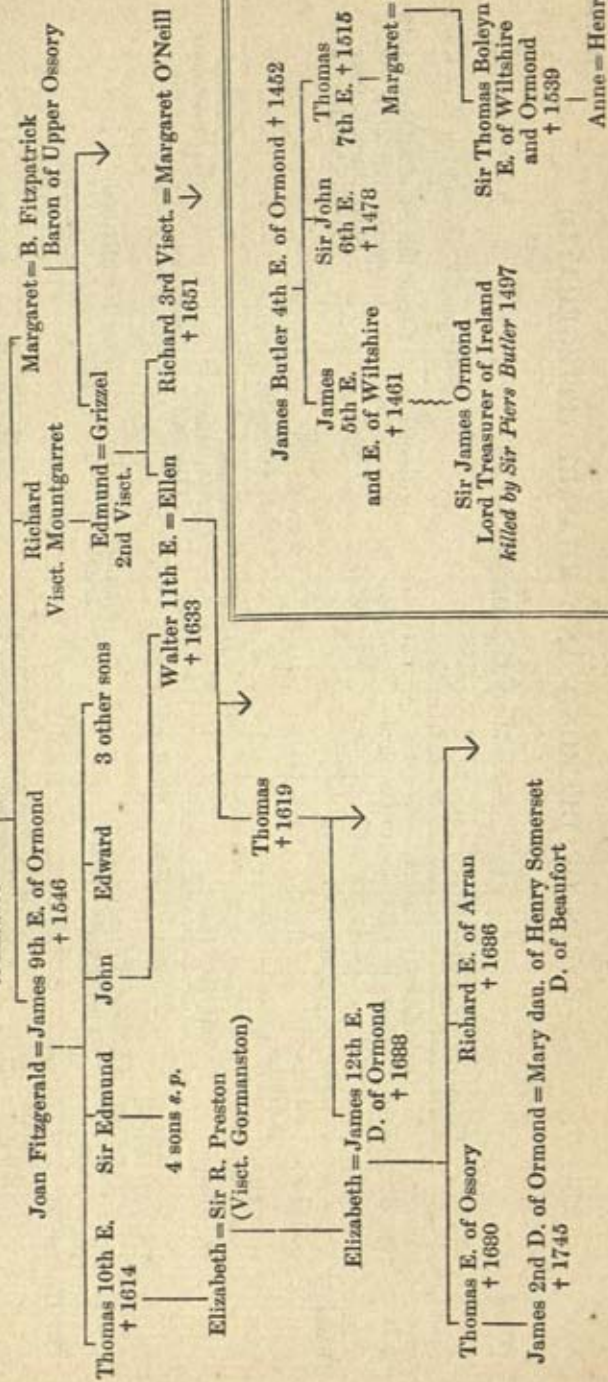 Joan Fitzgerald = James 9th E. of Ormond
† 1546
Richard
Visct. Mountgarret
Margaret = B. Fitzpatrick
Baron of Upper Ossory
Thomas 10th E.
† 1614
Sir Edmund
John
Edward
3 other sons
Edmund = Grizzel
2nd Visct.
4 sons s.p.
Walter 11th E. = Ellen
† 1633
Richard 3rd Visct. = Margaret O'Neill
† 1651
Elizabeth = Sir R. Preston
(Visct. Gormanston)
Thomas
† 1619
Elizabeth = James 12th E.
D. of Ormond
† 1688
Thomas E. of Ossory
† 1680
Richard E. of Arran
† 1686
James 2nd D. of Ormond = Mary dau. of Henry Somerset
† 1745
D. of Beaufort
James Butler 4th E. of Ormond † 1452
James
5th E.
and E. of Wiltshire
† 1461
Sir John
6th E.
† 1478
Thomas
7th E. † 1515
Margaret =
Sir James Ormond
Lord Treasurer of Ireland
killed by Sir Piers Butler 1497
Sir Thomas Boleyn
E. of Wiltshire
and Ormond
† 1539
Anne = Henr